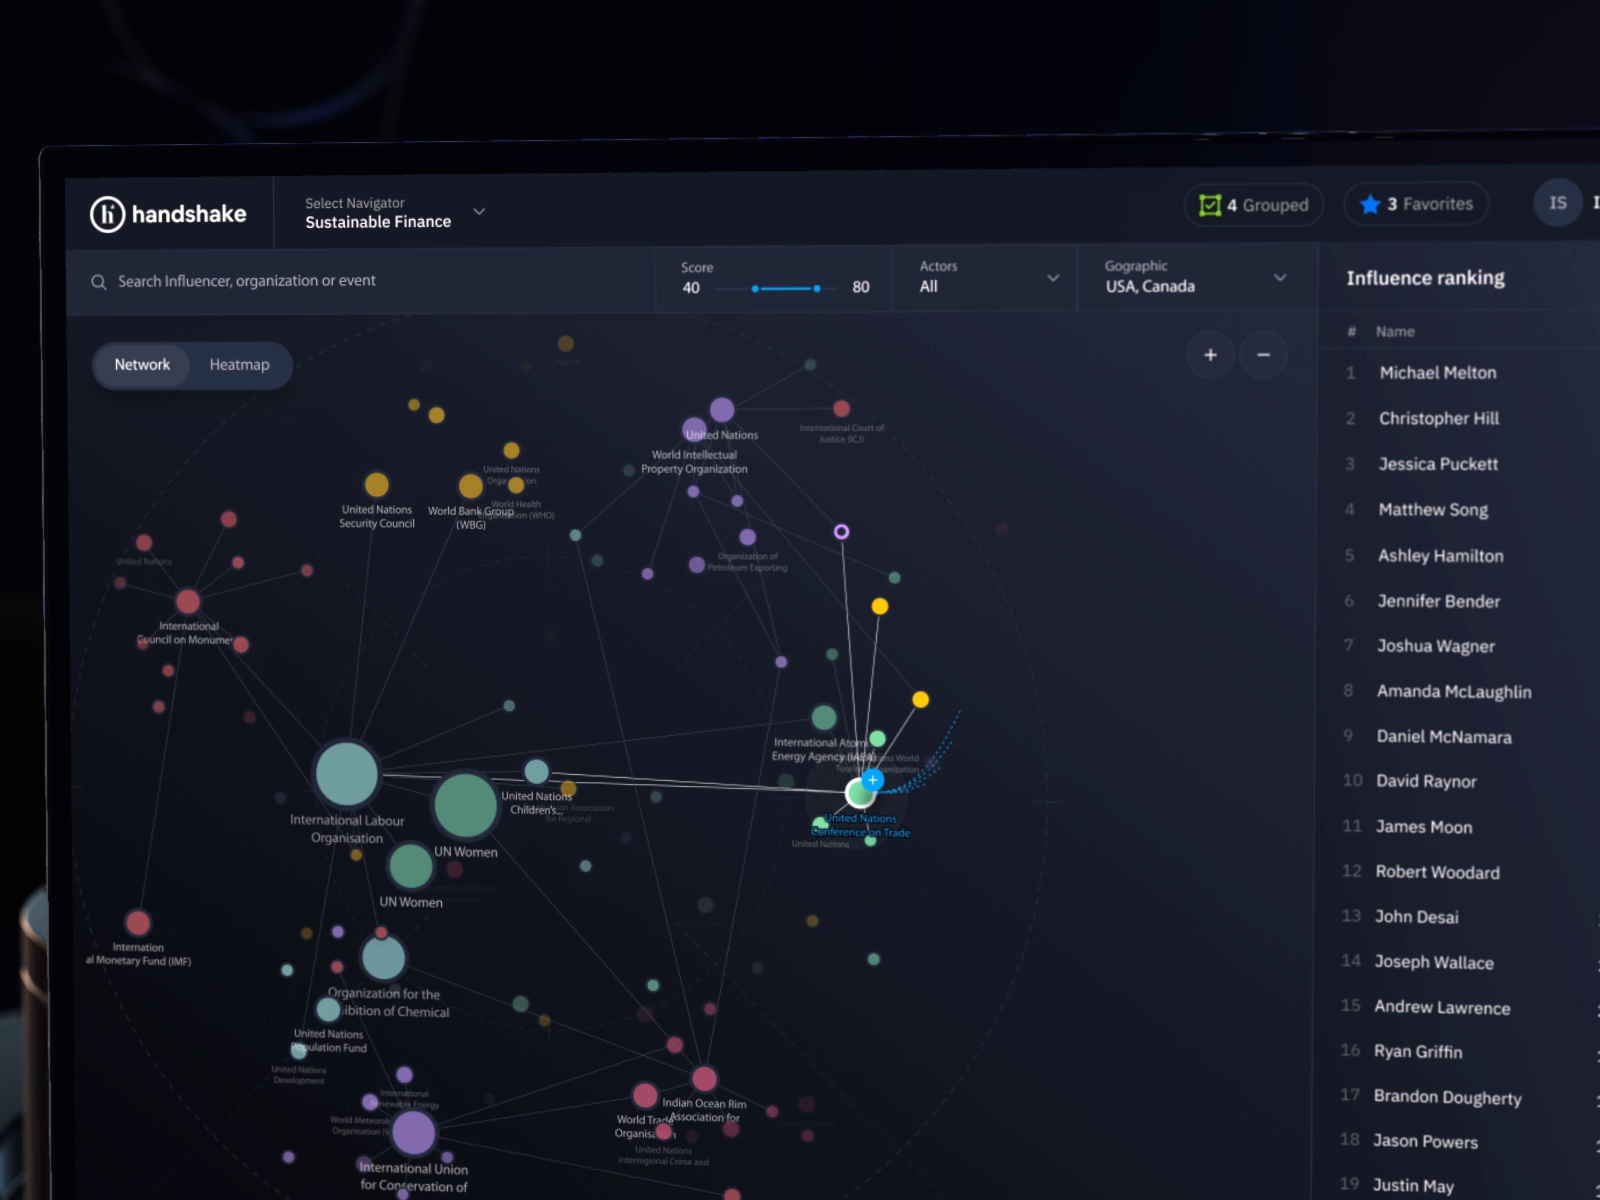 handshake
Select Navigator
Sustainable Finance
4 Grouped
3 Favorites
IS
Search Influencer, organization or event
Score
40
80
Actors
All
Gographic
USA, Canada
Influence ranking
# Name
Network
Heatmap
+
−
1 Michael Melton
2 Christopher Hill
3 Jessica Puckett
4 Matthew Song
5 Ashley Hamilton
6 Jennifer Bender
7 Joshua Wagner
8 Amanda McLaughlin
9 Daniel McNamara
10 David Raynor
11 James Moon
12 Robert Woodard
13 John Desai
14 Joseph Wallace
15 Andrew Lawrence
16 Ryan Griffin
17 Brandon Dougherty
18 Jason Powers
19 Justin May
United Nations
World Intellectual
Property Organization
International Court of
Justice (ICJ)
United Nations
United Nations
Security Council
World Bank Group
(WBG)
World Health
(WHO)
Organization of
Petroleum Exporting
United Nations
International
Council on Monumen
International Atom
Energy Agency (IAEA)
World
United Nations
Conference on Trade
United Nations
International Labour
Organisation
United Nations
Children's...
Association
for Regional
UN Women
UN Women
Internation
al Monetary Fund (IMF)
Organization for the
ibition of Chemical
United Nations
Population Fund
United Nations
Development
International
Renewable Energy
World Meteorol
Organisation
International Union
for Conservation of
Indian Ocean Rim
Association for
World Trade
Organisation
United Nations
Interregional Crime and